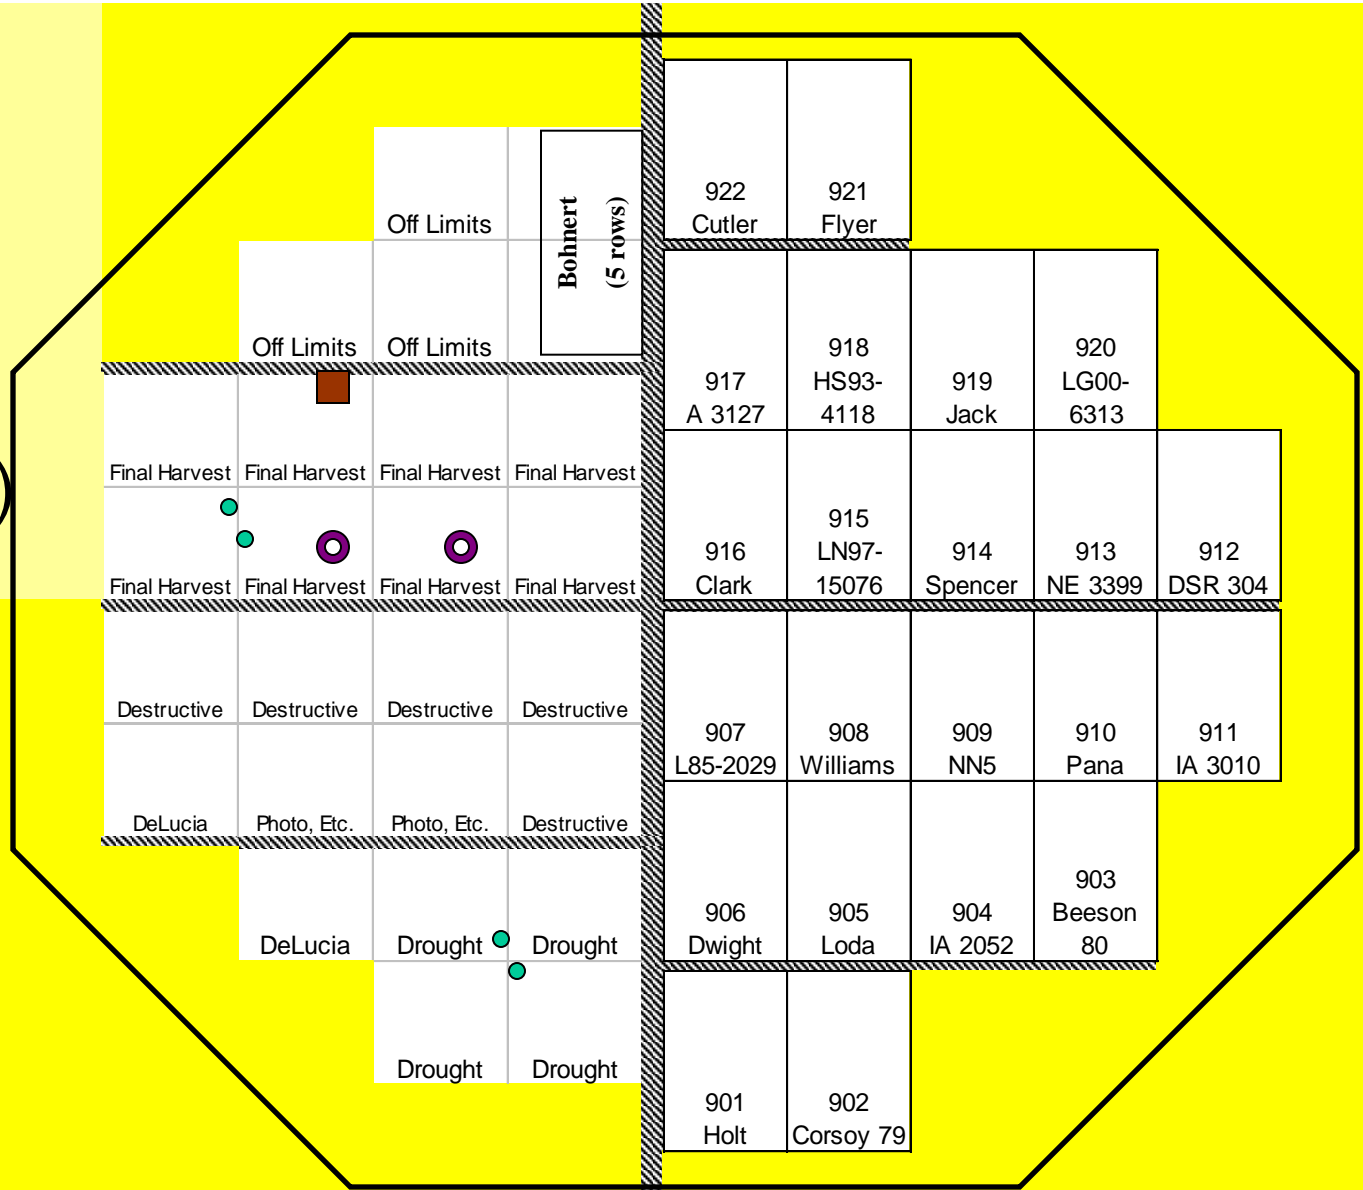 Off Limits
Bohnert
(5 rows)
Off Limits Off Limits
Final Harvest Final Harvest Final Harvest Final Harvest
Final Harvest Final Harvest Final Harvest Final Harvest
Destructive Destructive Destructive Destructive
DeLucia Photo, Etc. Photo, Etc. Destructive
DeLucia Drought Drought
Drought Drought
922
Cutler
921
Flyer
917
A 3127
918
HS93-
4118
919
Jack
920
LG00-
6313
916
Clark
915
LN97-
15076
914
Spencer
913
NE 3399
912
DSR 304
907
L85-2029
908
Williams
909
NN5
910
Pana
911
IA 3010
906
Dwight
905
Loda
904
IA 2052
903
Beeson
80
901
Holt
902
Corsoy 79